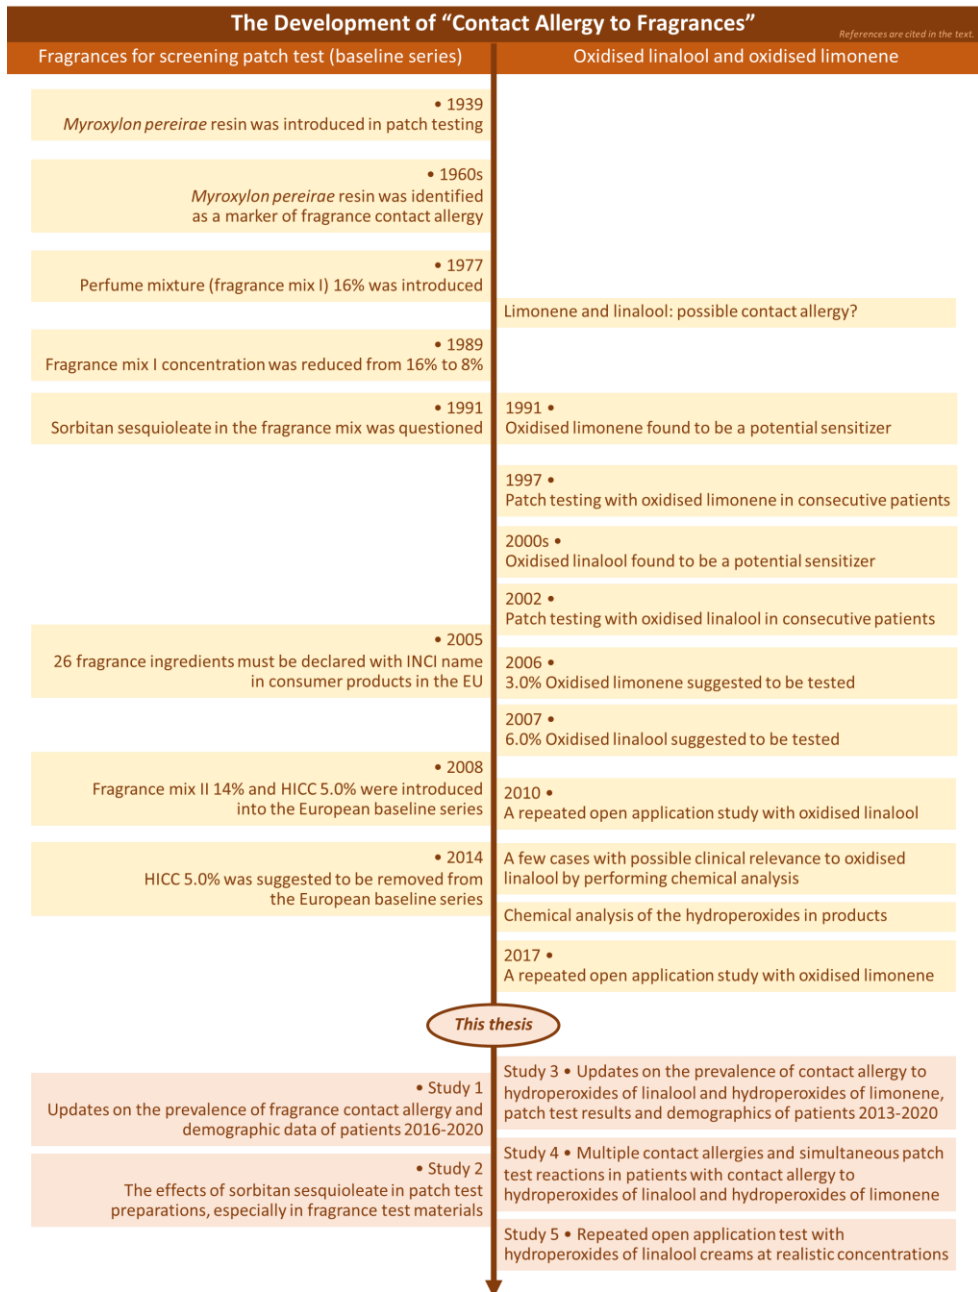 The Development of “Contact Allergy to Fragrances”
References are cited in the text.
Fragrances for screening patch test (baseline series)
Oxidised linalool and oxidised limonene
• 1939
Myroxylon pereirae resin was introduced in patch testing
• 1960s
Myroxylon pereirae resin was identified
as a marker of fragrance contact allergy
• 1977
Perfume mixture (fragrance mix I) 16% was introduced
Limonene and linalool: possible contact allergy?
• 1989
Fragrance mix I concentration was reduced from 16% to 8%
• 1991
Sorbitan sesquioleate in the fragrance mix was questioned
1991 •
Oxidised limonene found to be a potential sensitizer
1997 •
Patch testing with oxidised limonene in consecutive patients
2000s •
Oxidised linalool found to be a potential sensitizer
2002 •
Patch testing with oxidised linalool in consecutive patients
• 2005
26 fragrance ingredients must be declared with INCI name
in consumer products in the EU
2006 •
3.0% Oxidised limonene suggested to be tested
2007 •
6.0% Oxidised linalool suggested to be tested
• 2008
Fragrance mix II 14% and HICC 5.0% were introduced
into the European baseline series
2010 •
A repeated open application study with oxidised linalool
• 2014
HICC 5.0% was suggested to be removed from
the European baseline series
A few cases with possible clinical relevance to oxidised
linalool by performing chemical analysis
Chemical analysis of the hydroperoxides in products
2017 •
A repeated open application study with oxidised limonene
This thesis
• Study 1
Updates on the prevalence of fragrance contact allergy and
demographic data of patients 2016-2020
• Study 2
The effects of sorbitan sesquioleate in patch test
preparations, especially in fragrance test materials
Study 3 • Updates on the prevalence of contact allergy to
hydroperoxides of linalool and hydroperoxides of limonene,
patch test results and demographics of patients 2013-2020
Study 4 • Multiple contact allergies and simultaneous patch
test reactions in patients with contact allergy to
hydroperoxides of linalool and hydroperoxides of limonene
Study 5 • Repeated open application test with
hydroperoxides of linalool creams at realistic concentrations